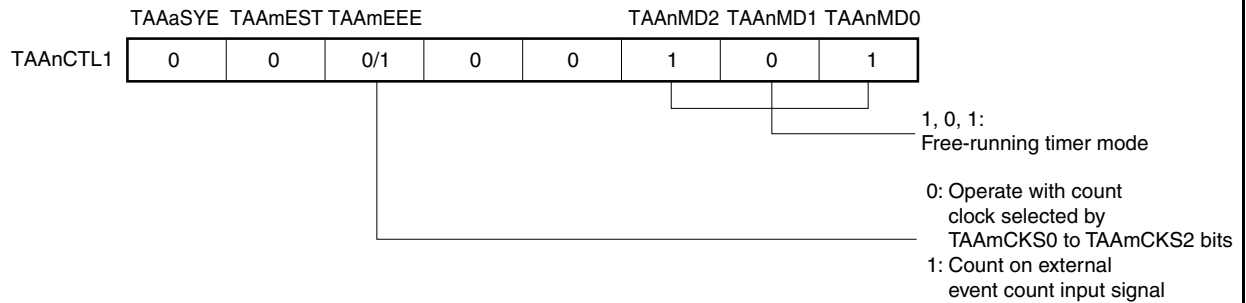 TAAaSYE TAAmEST TAAmEEE TAAnMD2 TAAnMD1 TAAnMD0
TAAnCTL1 0 0 0/1 0 0 1 0 1
1, 0, 1:
Free-running timer mode
0: Operate with count
clock selected by
TAAmCKS0 to TAAmCKS2 bits
1: Count on external
event count input signal